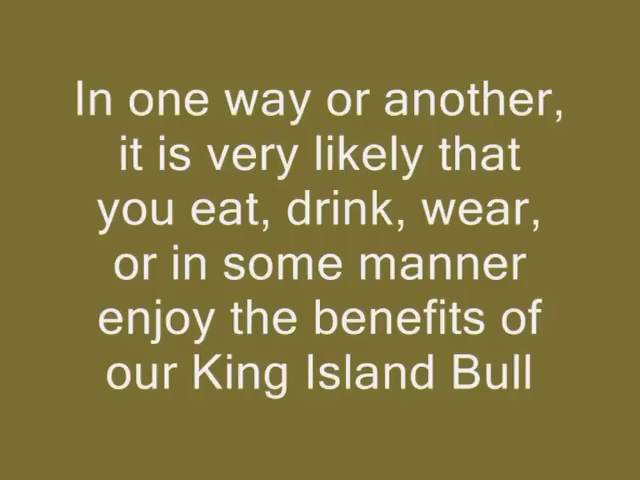 In one way or another,
it is very likely that
you eat, drink, wear,
or in some manner
enjoy the benefits of
our King Island Bull